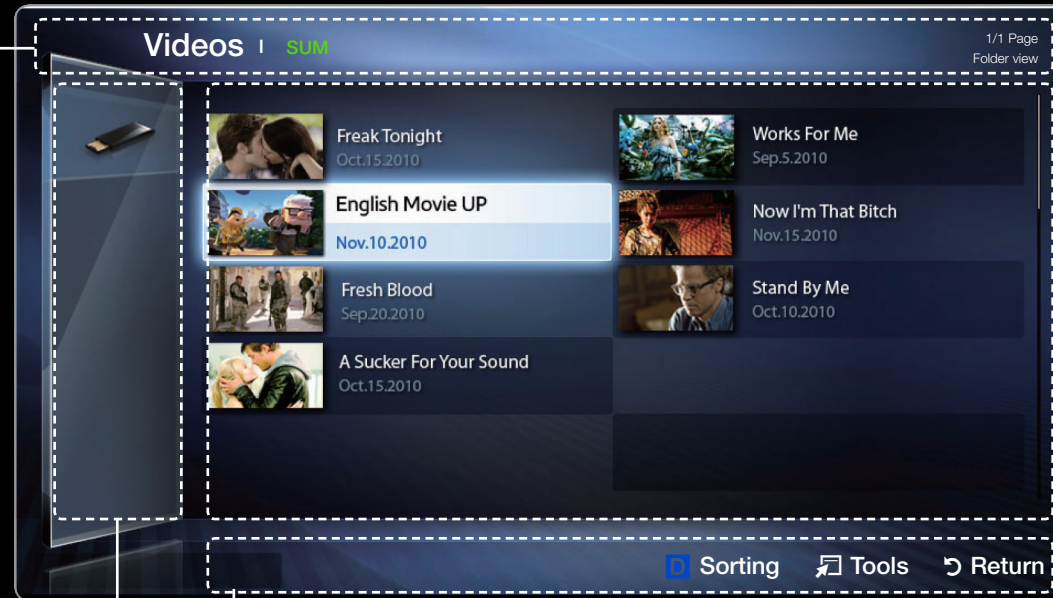 Videos I SUM
1/1 Page
Folder view
Freak Tonight
Oct.15.2010
Works For Me
Sep.5.2010
English Movie UP
Nov.10.2010
Now I'm That Bitch
Nov.15.2010
Fresh Blood
Sep.20.2010
Stand By Me
Oct.10.2010
A Sucker For Your Sound
Oct.15.2010
D Sorting Tools Return